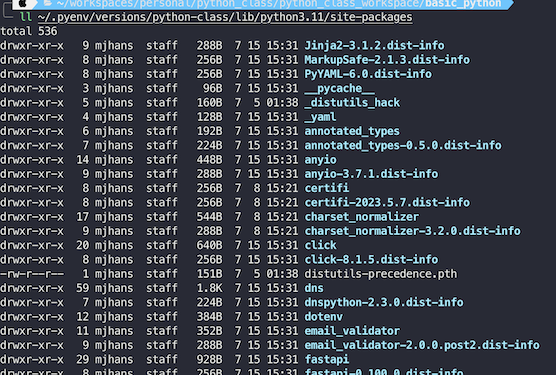 ~/workspaces/personal/python_class/python_class_workspace/basic_python
ll ~/.pyenv/versions/python-class/lib/python3.11/site-packages
total 536
drwxr-xr-x 9 mjhans staff 288B 7 15 15:31 Jinja2-3.1.2.dist-info
drwxr-xr-x 8 mjhans staff 256B 7 15 15:31 MarkupSafe-2.1.3.dist-info
drwxr-xr-x 8 mjhans staff 256B 7 15 15:31 PyYAML-6.0.dist-info
drwxr-xr-x 3 mjhans staff 96B 7 15 15:31 __pycache__
drwxr-xr-x 5 mjhans staff 160B 7 5 01:38 _distutils_hack
drwxr-xr-x 4 mjhans staff 128B 7 15 15:31 _yaml
drwxr-xr-x 6 mjhans staff 192B 7 15 15:31 annotated_types
drwxr-xr-x 7 mjhans staff 224B 7 15 15:31 annotated_types-0.5.0.dist-info
drwxr-xr-x 14 mjhans staff 448B 7 15 15:31 anyio
drwxr-xr-x 9 mjhans staff 288B 7 15 15:31 anyio-3.7.1.dist-info
drwxr-xr-x 8 mjhans staff 256B 7 8 15:21 certifi
drwxr-xr-x 8 mjhans staff 256B 7 8 15:21 certifi-2023.5.7.dist-info
drwxr-xr-x 17 mjhans staff 544B 7 8 15:21 charset_normalizer
drwxr-xr-x 9 mjhans staff 288B 7 8 15:21 charset_normalizer-3.2.0.dist-info
drwxr-xr-x 20 mjhans staff 640B 7 15 15:31 click
drwxr-xr-x 8 mjhans staff 256B 7 15 15:31 click-8.1.5.dist-info
-rw-r--r-- 1 mjhans staff 151B 7 5 01:38 distutils-precedence.pth
drwxr-xr-x 59 mjhans staff 1.8K 7 15 15:31 dns
drwxr-xr-x 7 mjhans staff 224B 7 15 15:31 dnspython-2.3.0.dist-info
drwxr-xr-x 12 mjhans staff 384B 7 15 15:31 dotenv
drwxr-xr-x 11 mjhans staff 352B 7 15 15:31 email_validator
drwxr-xr-x 9 mjhans staff 288B 7 15 15:31 email_validator-2.0.0.post2.dist-info
drwxr-xr-x 29 mjhans staff 928B 7 15 15:31 fastapi
drwxr-xr-x 8 mjhans staff 256B 7 15 15:31 fastapi-0.100.0.dist-info